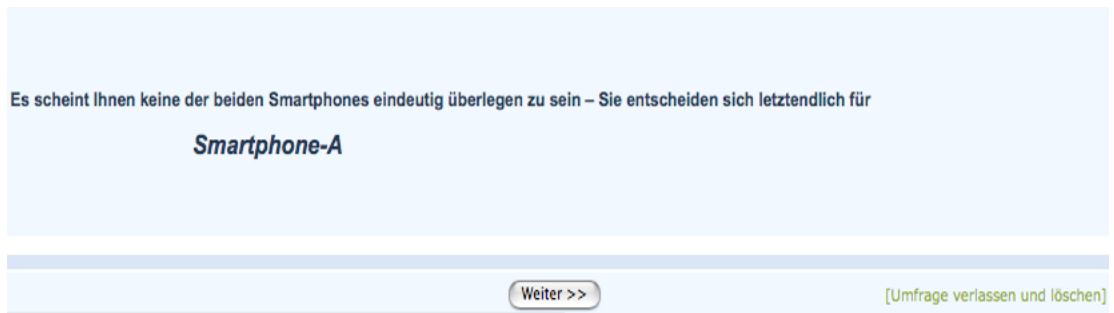 Es scheint Ihnen keine der beiden Smartphones eindeutig überlegen zu sein – Sie entscheiden sich letztendlich für
Smartphone-A
Weiter >>
[Umfrage verlassen und löschen]